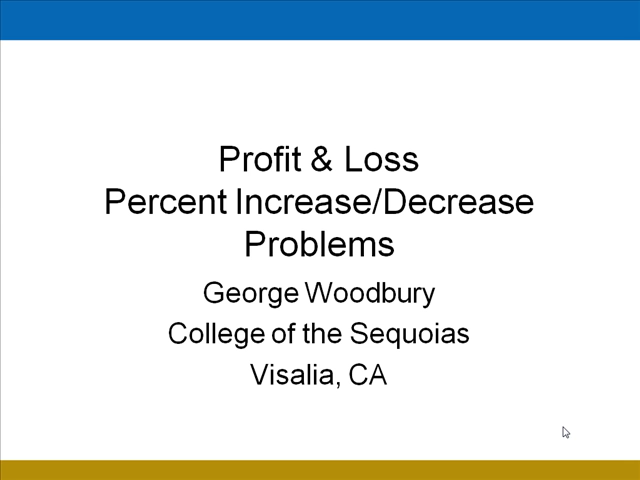 Profit & Loss
Percent Increase/Decrease
Problems
George Woodbury
College of the Sequoias
Visalia, CA